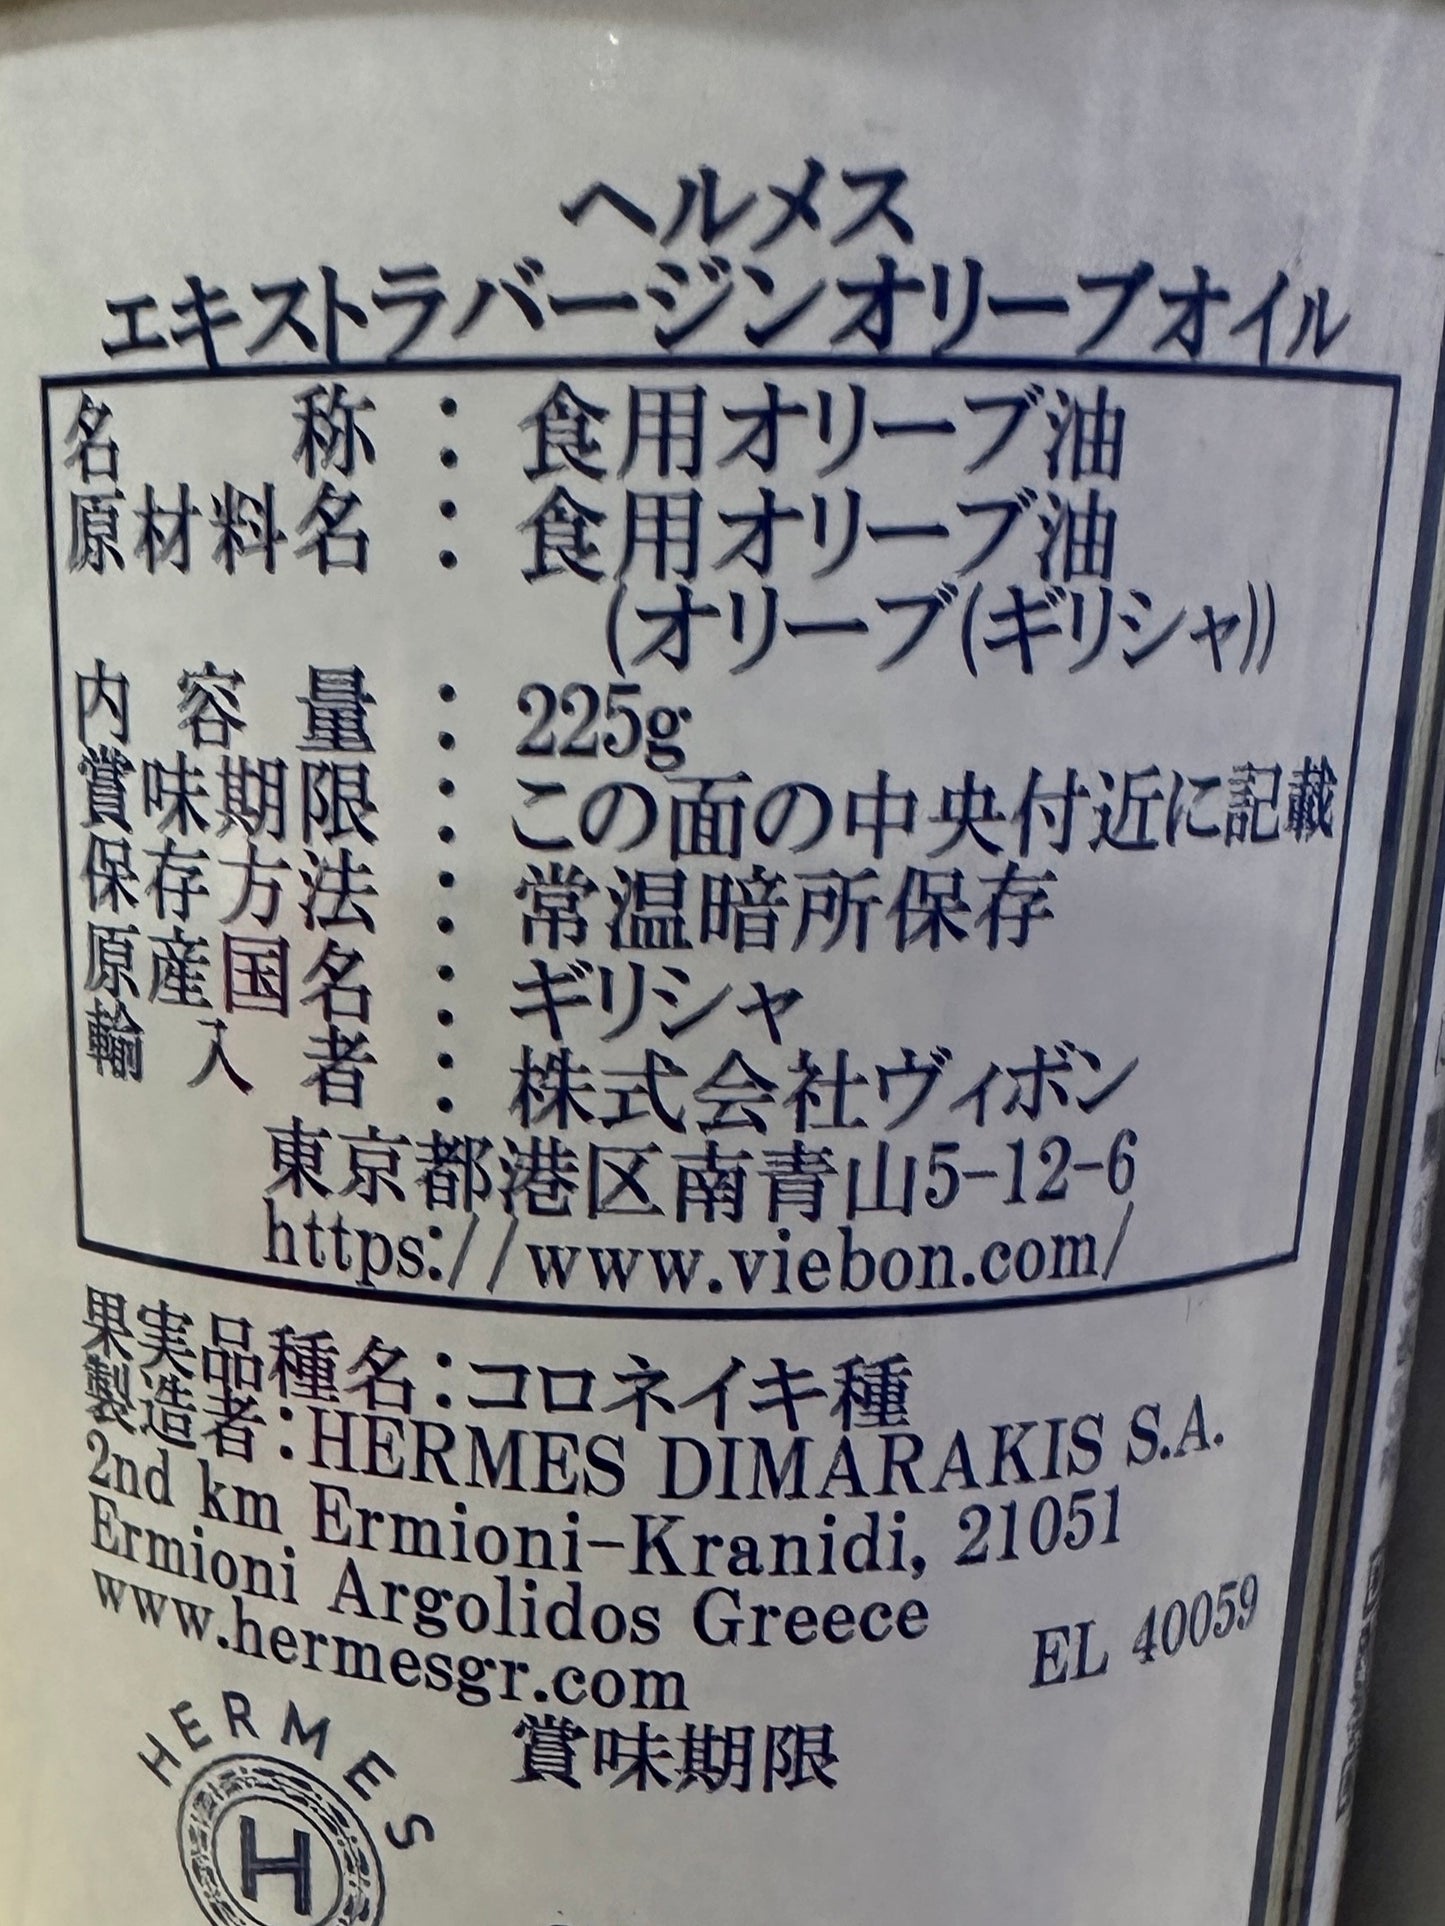 ヘルメス
エキストラバージンオリーブオイル
名称：食用オリーブ油
原材料名：食用オリーブ油
(オリーブ(ギリシャ))
内容量：225g
賞味期限：この面の中央付近に記載
保存方法：常温暗所保存
原産国名：ギリシャ
輸入者：株式会社ヴィボン
東京都港区南青山5-12-6
https://www.viebon.com/
果実品種名：コロネイキ種
製造者：HERMES DIMARAKIS S.A.
2nd km Ermioni-Kranidi, 21051
Ermioni Argolidos Greece
www.hermesgr.com
EL 40059
賞味期限
HERMES
H